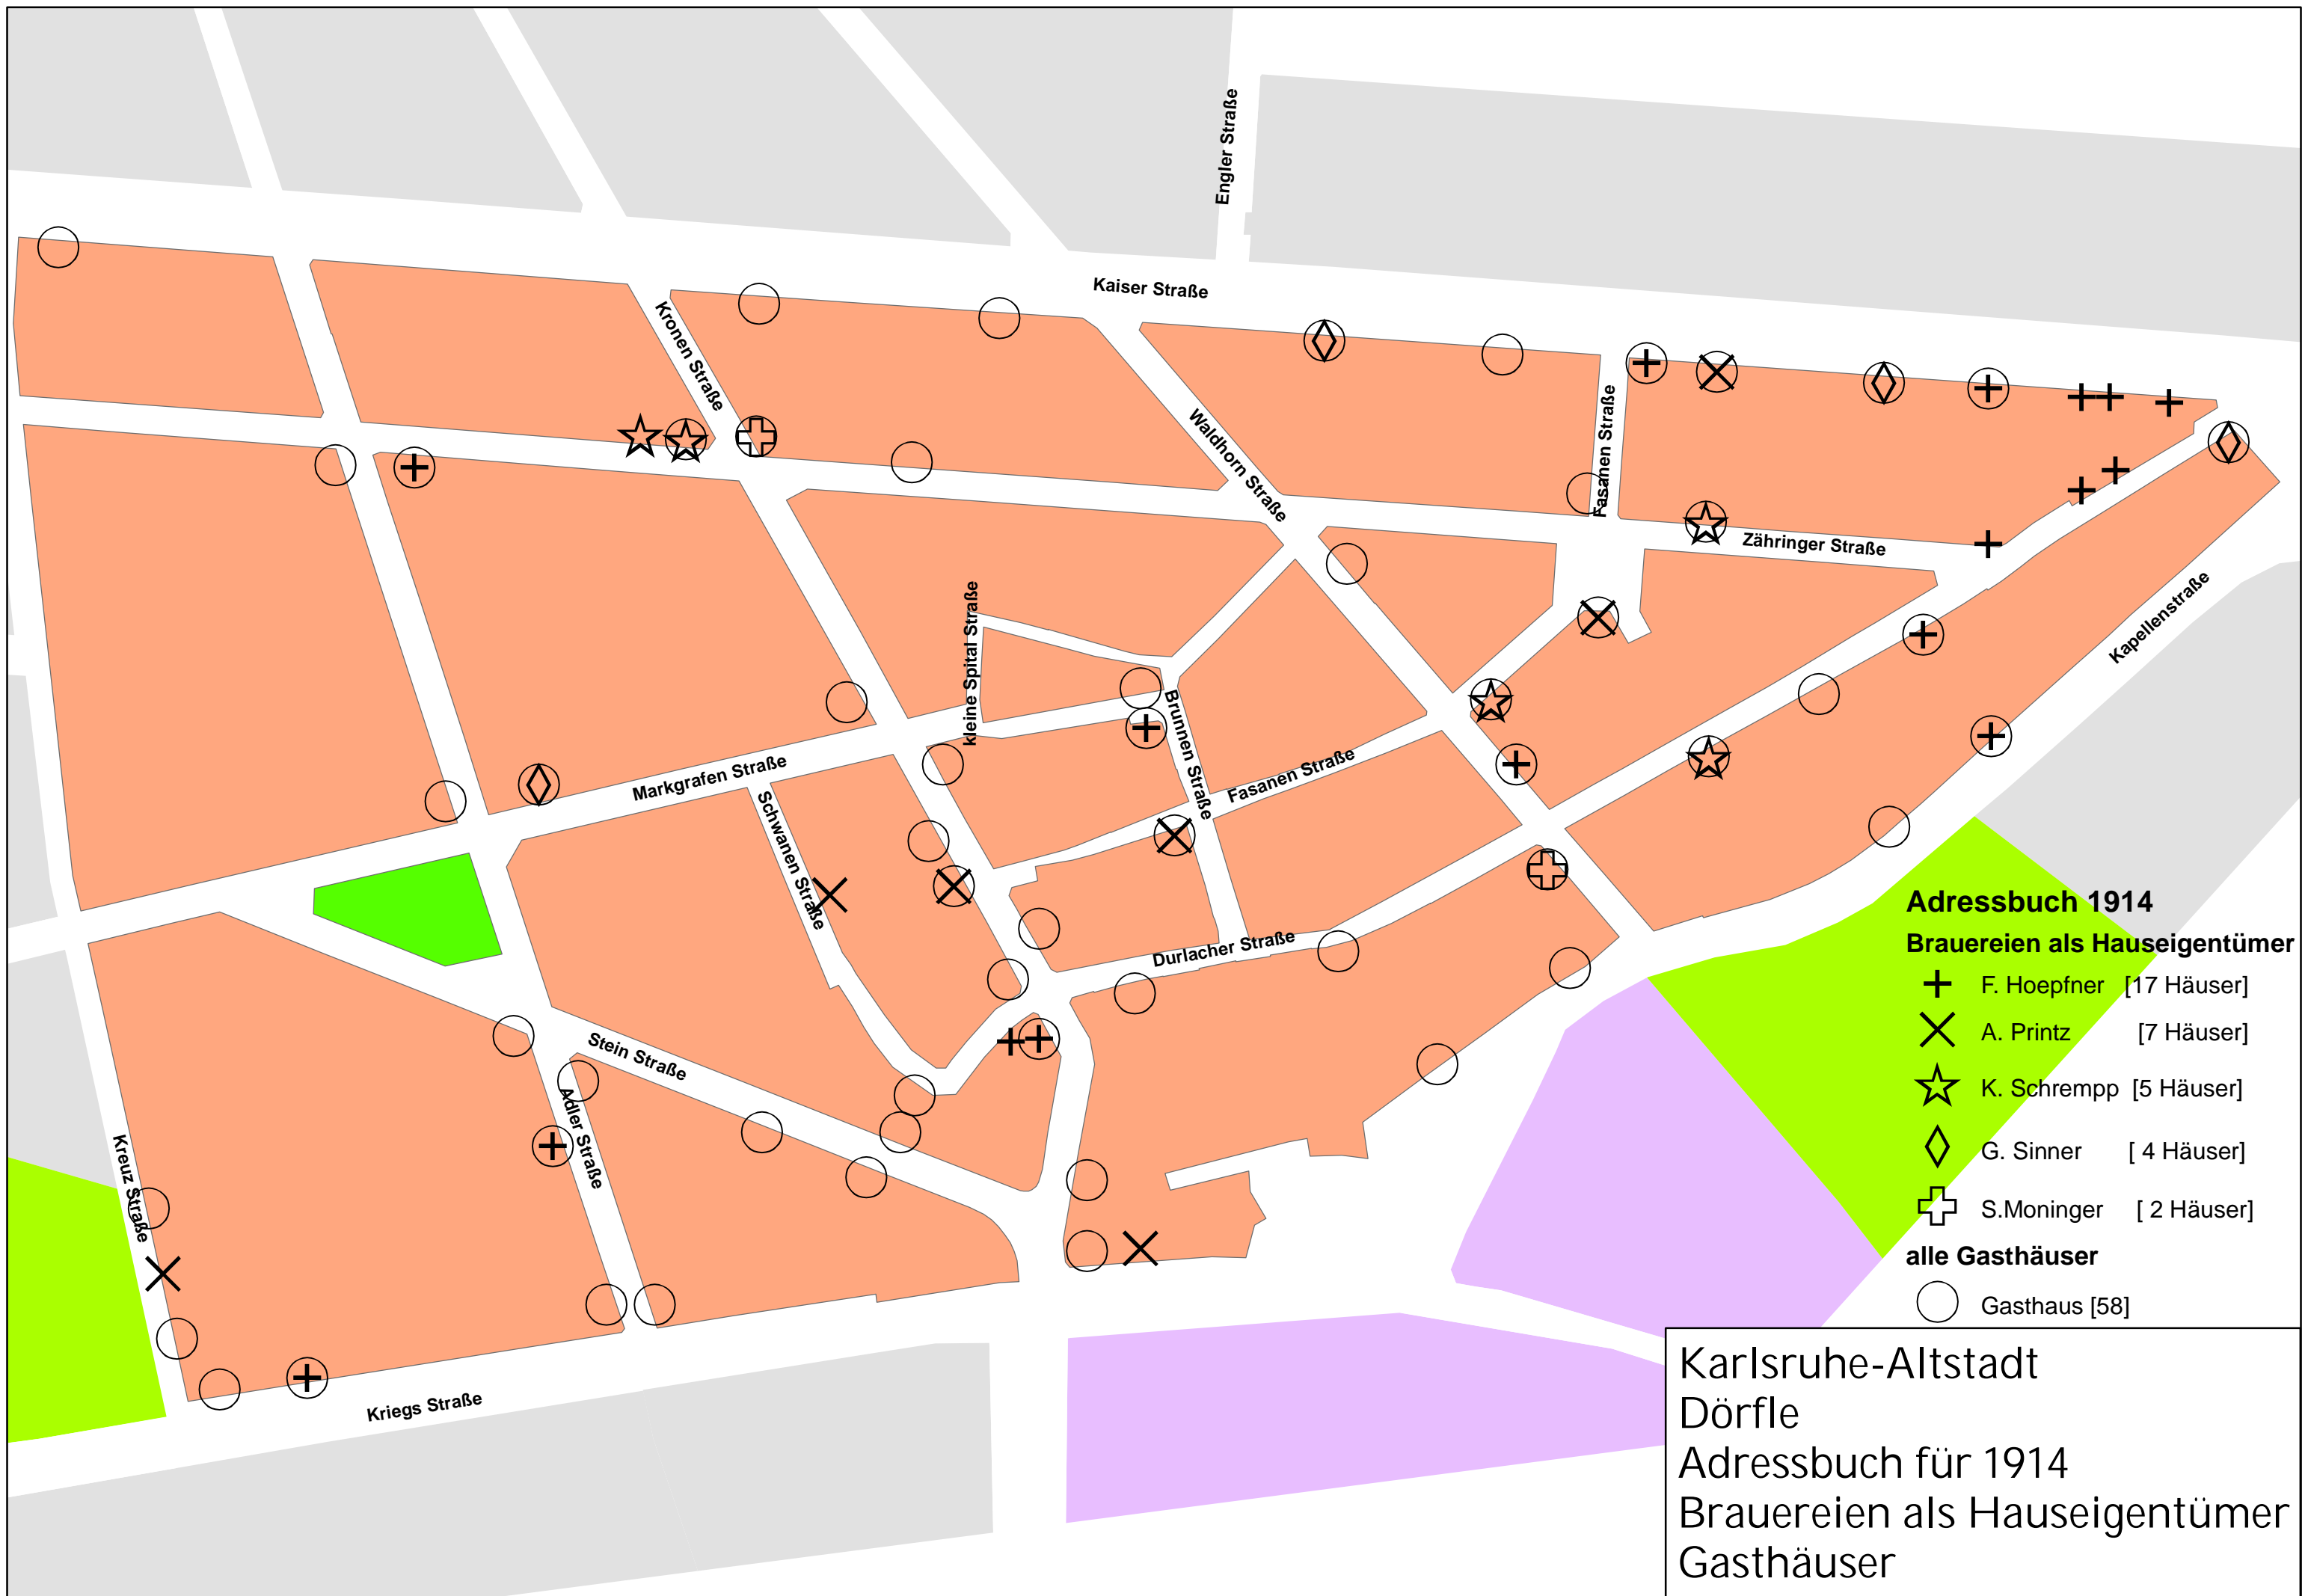 Engler Straße
Kaiser Straße
Kronen Straße
Waldhorn Straße
Fasanen Straße
Zähringer Straße
Kapellenstraße
kleine Spital Straße
Brunnen Straße
Fasanen Straße
Markgrafen Straße
Schwanen Straße
Durlacher Straße
Stein Straße
Adler Straße
Kreuz Straße
Kriegs Straße
Adressbuch 1914
Brauereien als Hauseigentümer
F. Hoepfner [17 Häuser]
A. Printz [7 Häuser]
K. Schrempp [5 Häuser]
G. Sinner [ 4 Häuser]
S.Moninger [ 2 Häuser]
alle Gasthäuser
Gasthaus [58]
Karlsruhe-Altstadt
Dörfle
Adressbuch für 1914
Brauereien als Hauseigentümer
Gasthäuser